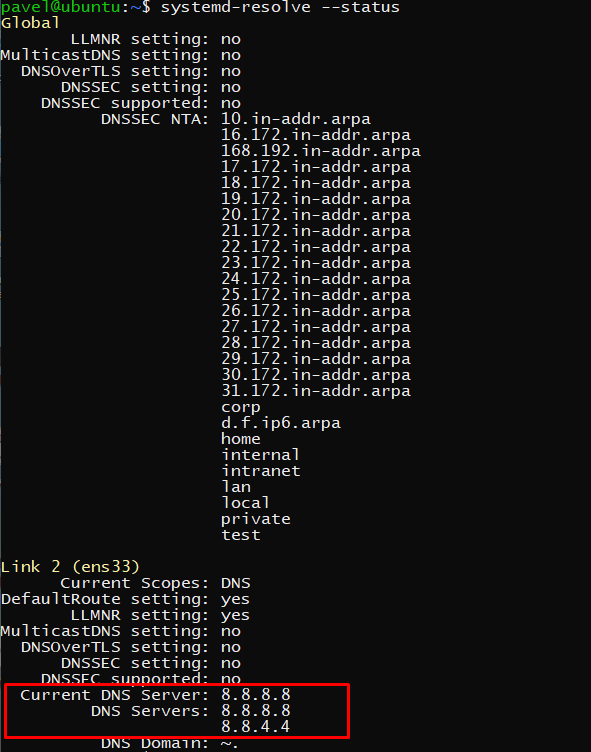 pavel@ubuntu:~$ systemd-resolve --status
Global
LLMNR setting: no
MulticastDNS setting: no
DNSOverTLS setting: no
DNSSEC setting: no
DNSSEC supported: no
DNSSEC NTA: 10.in-addr.arpa
16.172.in-addr.arpa
168.192.in-addr.arpa
17.172.in-addr.arpa
18.172.in-addr.arpa
19.172.in-addr.arpa
20.172.in-addr.arpa
21.172.in-addr.arpa
22.172.in-addr.arpa
23.172.in-addr.arpa
24.172.in-addr.arpa
25.172.in-addr.arpa
26.172.in-addr.arpa
27.172.in-addr.arpa
28.172.in-addr.arpa
29.172.in-addr.arpa
30.172.in-addr.arpa
31.172.in-addr.arpa
corp
d.f.ip6.arpa
home
internal
intranet
lan
local
private
test
Link 2 (ens33)
Current Scopes: DNS
DefaultRoute setting: yes
LLMNR setting: yes
MulticastDNS setting: no
DNSOverTLS setting: no
DNSSEC setting: no
DNSSEC supported: no
Current DNS Server: 8.8.8.8
DNS Servers: 8.8.8.8
8.8.4.4
DNS Domain: ~.